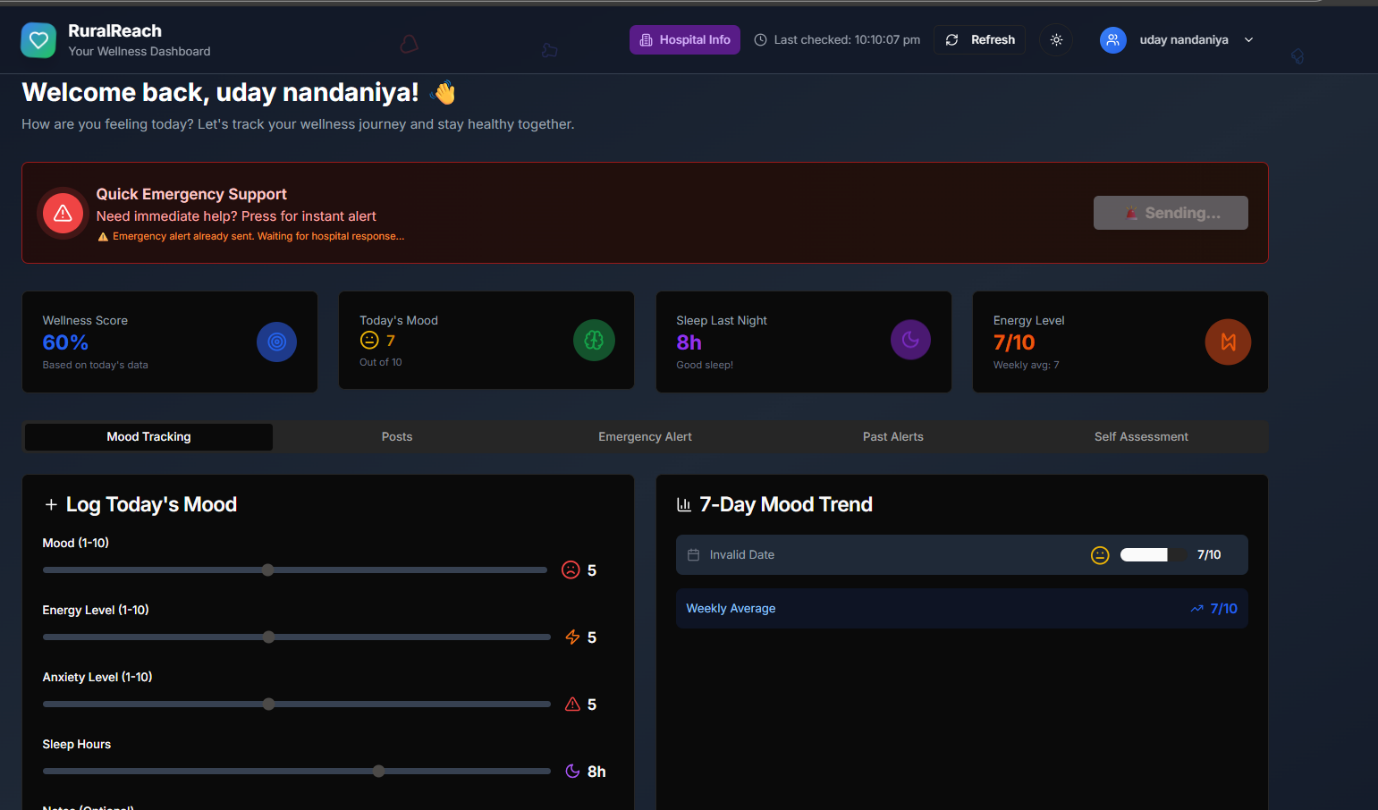 RuralReach
Your Wellness Dashboard
Hospital Info
Last checked: 10:10:07 pm
Refresh
uday nandaniya
Welcome back, uday nandaniya! 👋
How are you feeling today? Let's track your wellness journey and stay healthy together.
Quick Emergency Support
Need immediate help? Press for instant alert
⚠️ Emergency alert already sent. Waiting for hospital response...
🚨 Sending...
Wellness Score
60%
Based on today's data
Today's Mood
7
Out of 10
Sleep Last Night
8h
Good sleep!
Energy Level
7/10
Weekly avg: 7
Mood Tracking
Posts
Emergency Alert
Past Alerts
Self Assessment
Log Today's Mood
Mood (1-10)
5
Energy Level (1-10)
5
Anxiety Level (1-10)
5
Sleep Hours
8h
Notes (Optional)
7-Day Mood Trend
Invalid Date
7/10
Weekly Average
7/10